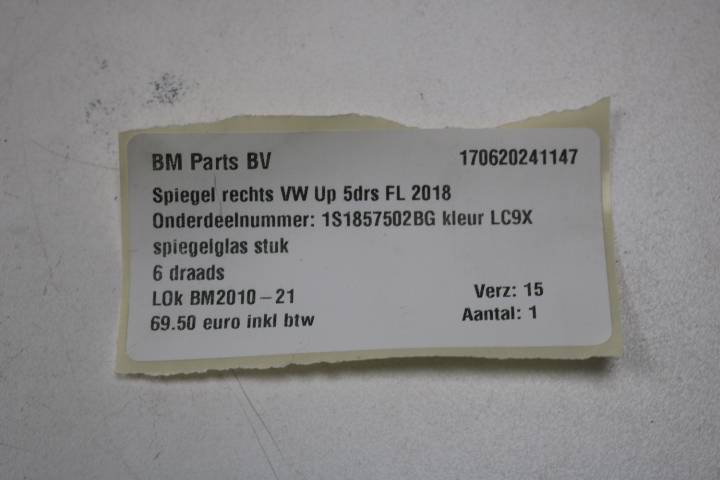 BM Parts BV 170620241147
Spiegel rechts VW Up 5drs FL 2018
Onderdeelnummer: 1S1857502BG kleur LC9X
spiegelglas stuk
6 draads
LOk BM2010-21 Verz: 15
69.50 euro inkl btw Aantal: 1